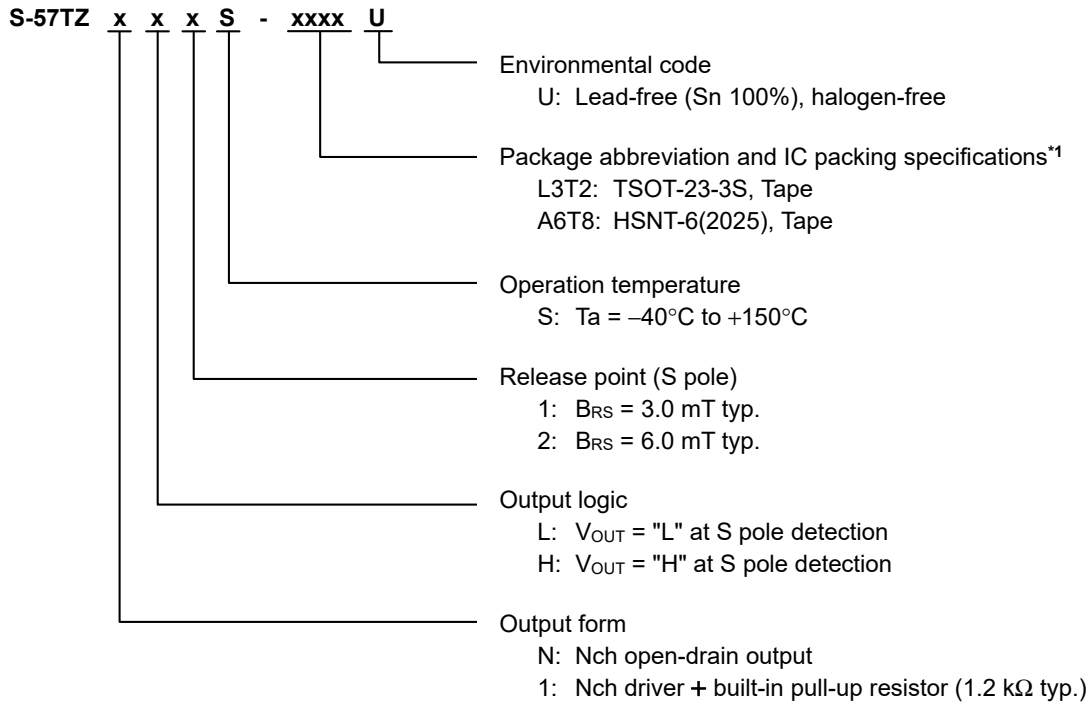 S-57TZ x x x S - xxxx U
Environmental code
U: Lead-free (Sn 100%), halogen-free
Package abbreviation and IC packing specifications*1
L3T2: TSOT-23-3S, Tape
A6T8: HSNT-6(2025), Tape
Operation temperature
S: Ta = −40°C to +150°C
Release point (S pole)
1: BRS = 3.0 mT typ.
2: BRS = 6.0 mT typ.
Output logic
L: VOUT = "L" at S pole detection
H: VOUT = "H" at S pole detection
Output form
N: Nch open-drain output
1: Nch driver + built-in pull-up resistor (1.2 kΩ typ.)